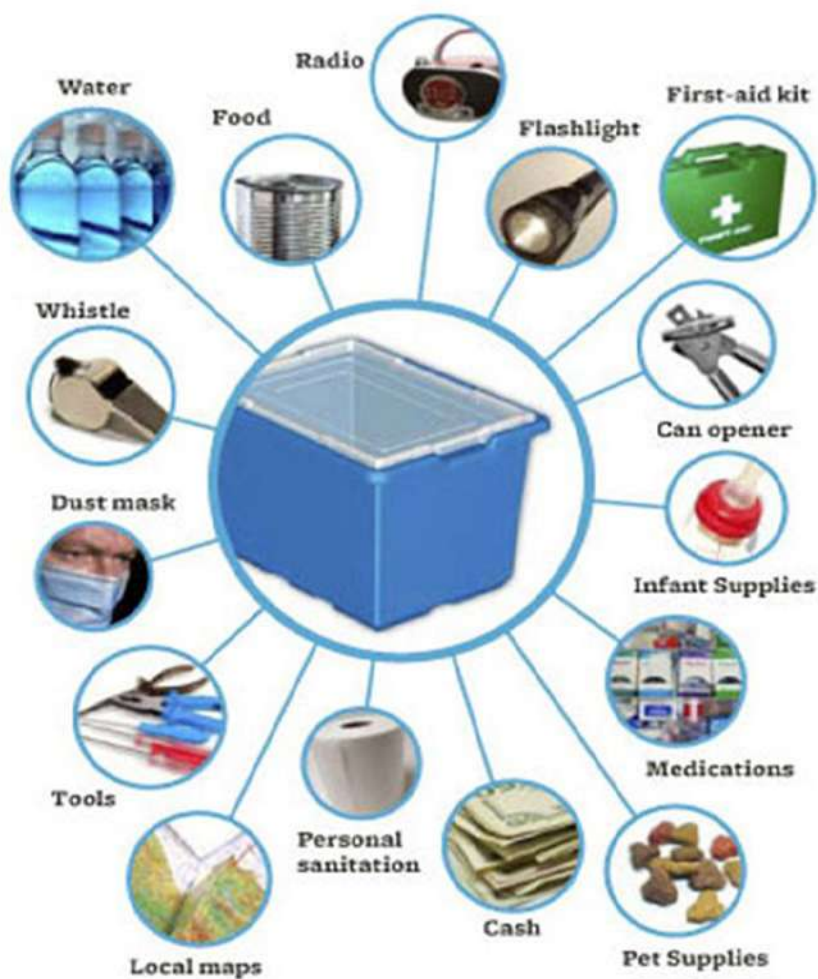 Radio
Water
First-aid kit
Food
Flashlight
Whistle
Can opener
Dust mask
Infant Supplies
Medications
Tools
Personal
sanitation
Cash
Pet Supplies
Local maps